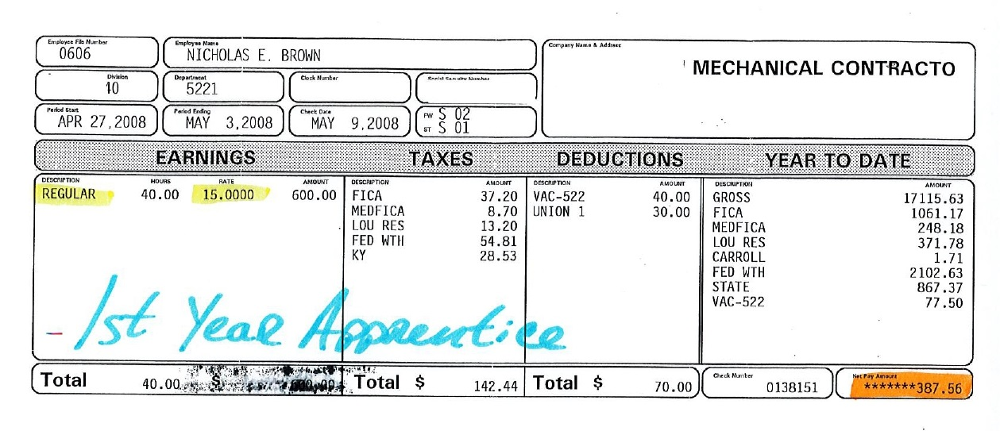 Employee File Number
0606
Employee Name
NICHOLAS E. BROWN
Company Name & Address
MECHANICAL CONTRACTO
Division
10
Department
5221
Clock Number
Social Security Number
Period Start
APR 27,2008
Period Ending
MAY 3,2008
Check Date
MAY 9,2008
FW S 02
ST S 01
EARNINGS TAXES DEDUCTIONS YEAR TO DATE
DESCRIPTION HOURS RATE AMOUNT
REGULAR 40.00 15.0000 600.00
DESCRIPTION AMOUNT
FICA 37.20
MEDFICA 8.70
LOU RES 13.20
FED WTH 54.81
KY 28.53
DESCRIPTION AMOUNT
VAC-522 40.00
UNION 1 30.00
DESCRIPTION AMOUNT
GROSS 17115.63
FICA 1061.17
MEDFICA 248.18
LOU RES 371.78
CARROLL 1.71
FED WTH 2102.63
STATE 867.37
VAC-522 77.50
1st Year Apprentice
Total 40.00 $
Total $ 142.44
Total $ 70.00
Check Number
0138151
Net Pay Amount
*******387.56